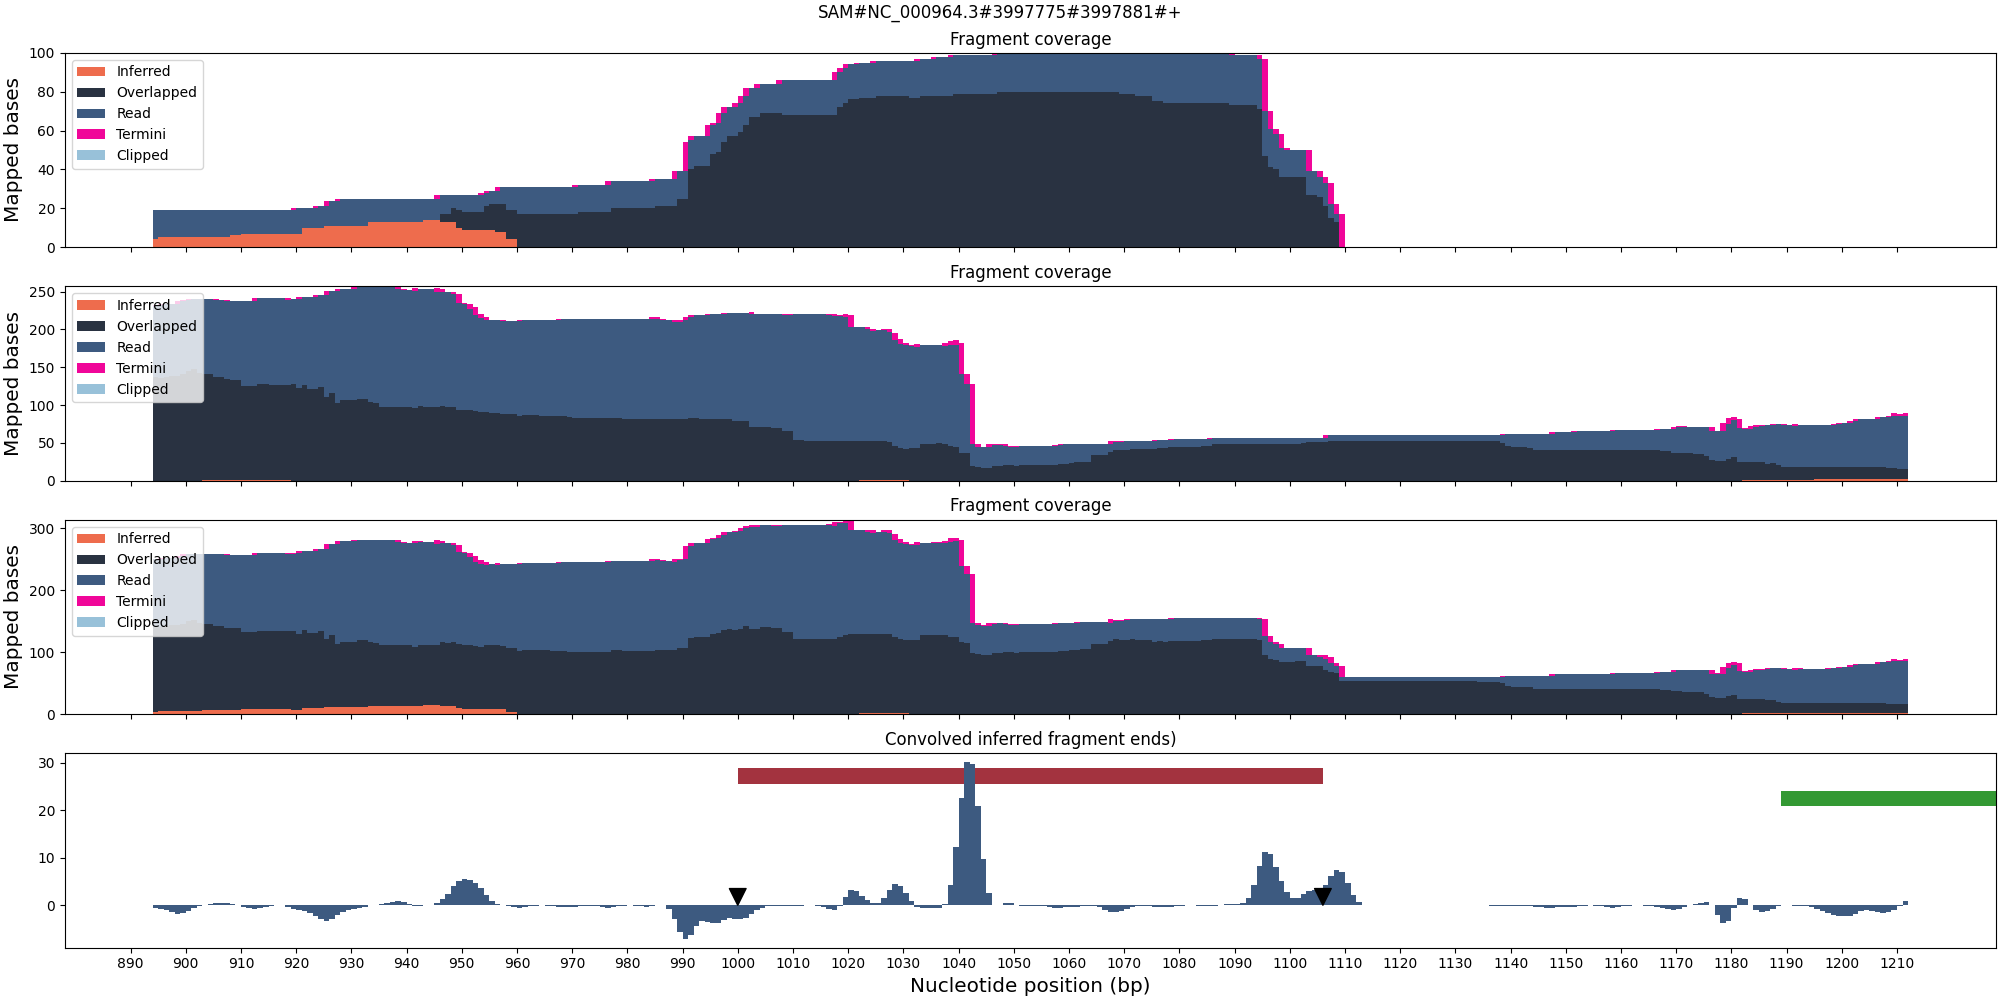 SAM#NC_000964.3#3997775#3997881#+
Fragment coverage
Mapped bases
100
80
60
40
20
0
Inferred
Overlapped
Read
Termini
Clipped
Fragment coverage
Mapped bases
250
200
150
100
50
0
Inferred
Overlapped
Read
Termini
Clipped
Fragment coverage
Mapped bases
300
200
100
0
Inferred
Overlapped
Read
Termini
Clipped
Convolved inferred fragment ends)
30
20
10
0
890 900 910 920 930 940 950 960 970 980 990 1000 1010 1020 1030 1040 1050 1060 1070 1080 1090 1100 1110 1120 1130 1140 1150 1160 1170 1180 1190 1200 1210
Nucleotide position (bp)